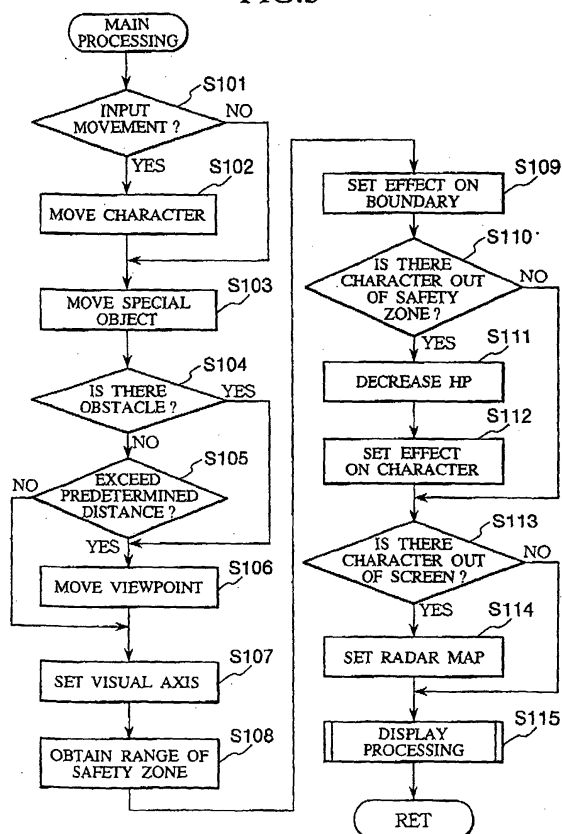 MAIN
PROCESSING
S101
INPUT
MOVEMENT ?
NO
YES
S102
MOVE CHARACTER
S103
MOVE SPECIAL
OBJECT
S104
IS THERE
OBSTACLE ?
YES
NO
S105
NO
EXCEED
PREDETERMINED
DISTANCE ?
YES
S106
MOVE VIEWPOINT
S107
SET VISUAL AXIS
S108
OBTAIN RANGE OF
SAFETY ZONE
S109
SET EFFECT ON
BOUNDARY
S110
IS THERE
CHARACTER OUT
OF SAFETY
ZONE ?
NO
YES
S111
DECREASE HP
S112
SET EFFECT
ON CHARACTER
S113
IS THERE
CHARACTER OUT
OF SCREEN ?
NO
YES
S114
SET RADAR MAP
S115
DISPLAY
PROCESSING
RET